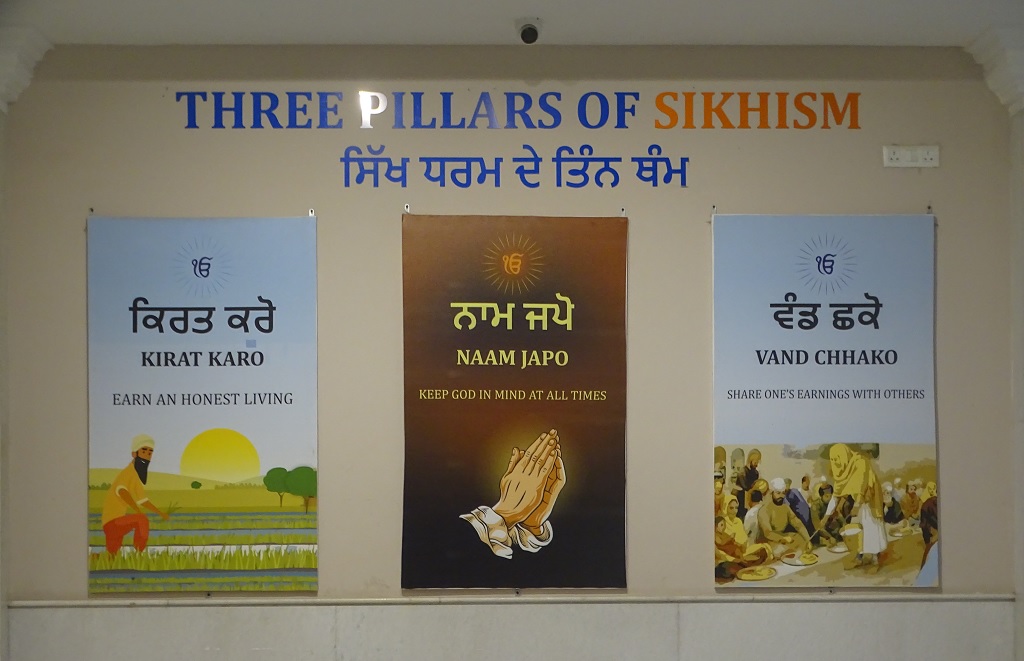 THREE PILLARS OF SIKHISM
ਸਿੱਖ ਧਰਮ ਦੇ ਤਿੰਨ ਥੰਮ
ੴ
ਕਿਰਤ ਕਰੋ
KIRAT KARO
EARN AN HONEST LIVING
ੴ
ਨਾਮ ਜਪੋ
NAAM JAPO
KEEP GOD IN MIND AT ALL TIMES
ੴ
ਵੰਡ ਛਕੋ
VAND CHHAKO
SHARE ONE'S EARNINGS WITH OTHERS